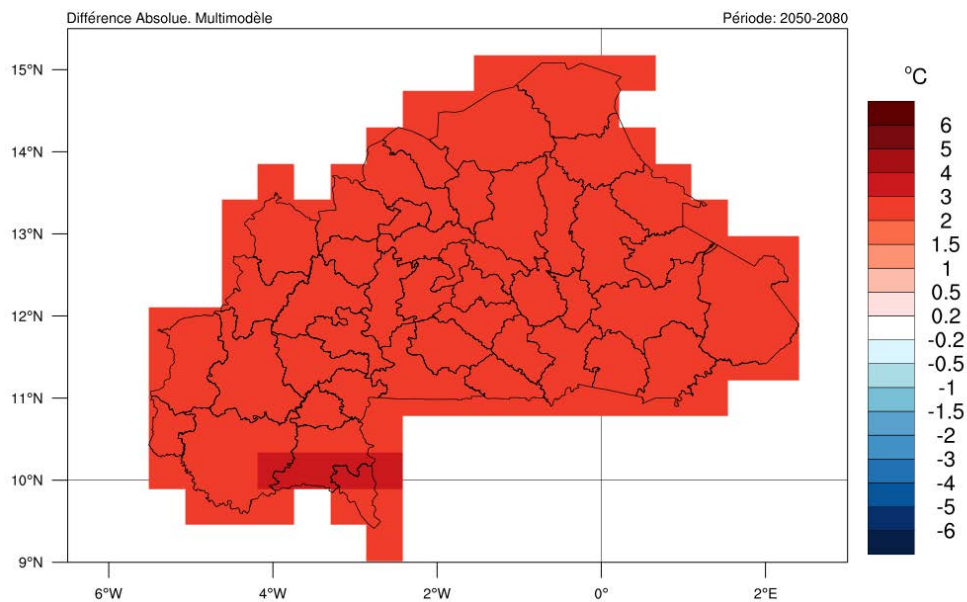 Différence Absolue. Multimodèle
Période: 2050-2080
15°N
14°N
13°N
12°N
11°N
10°N
9°N
6°W
4°W
2°W
0°
2°E
°C
6
5
4
3
2
1.5
1
0.5
0.2
-0.2
-0.5
-1
-1.5
-2
-3
-4
-5
-6